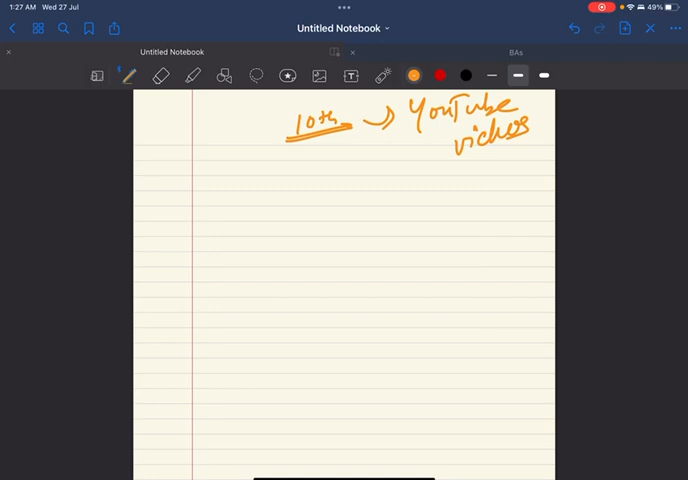 1:27 AM Wed 27 Jul
49%
Untitled Notebook
Untitled Notebook
BAs
10th → YouTube
videos